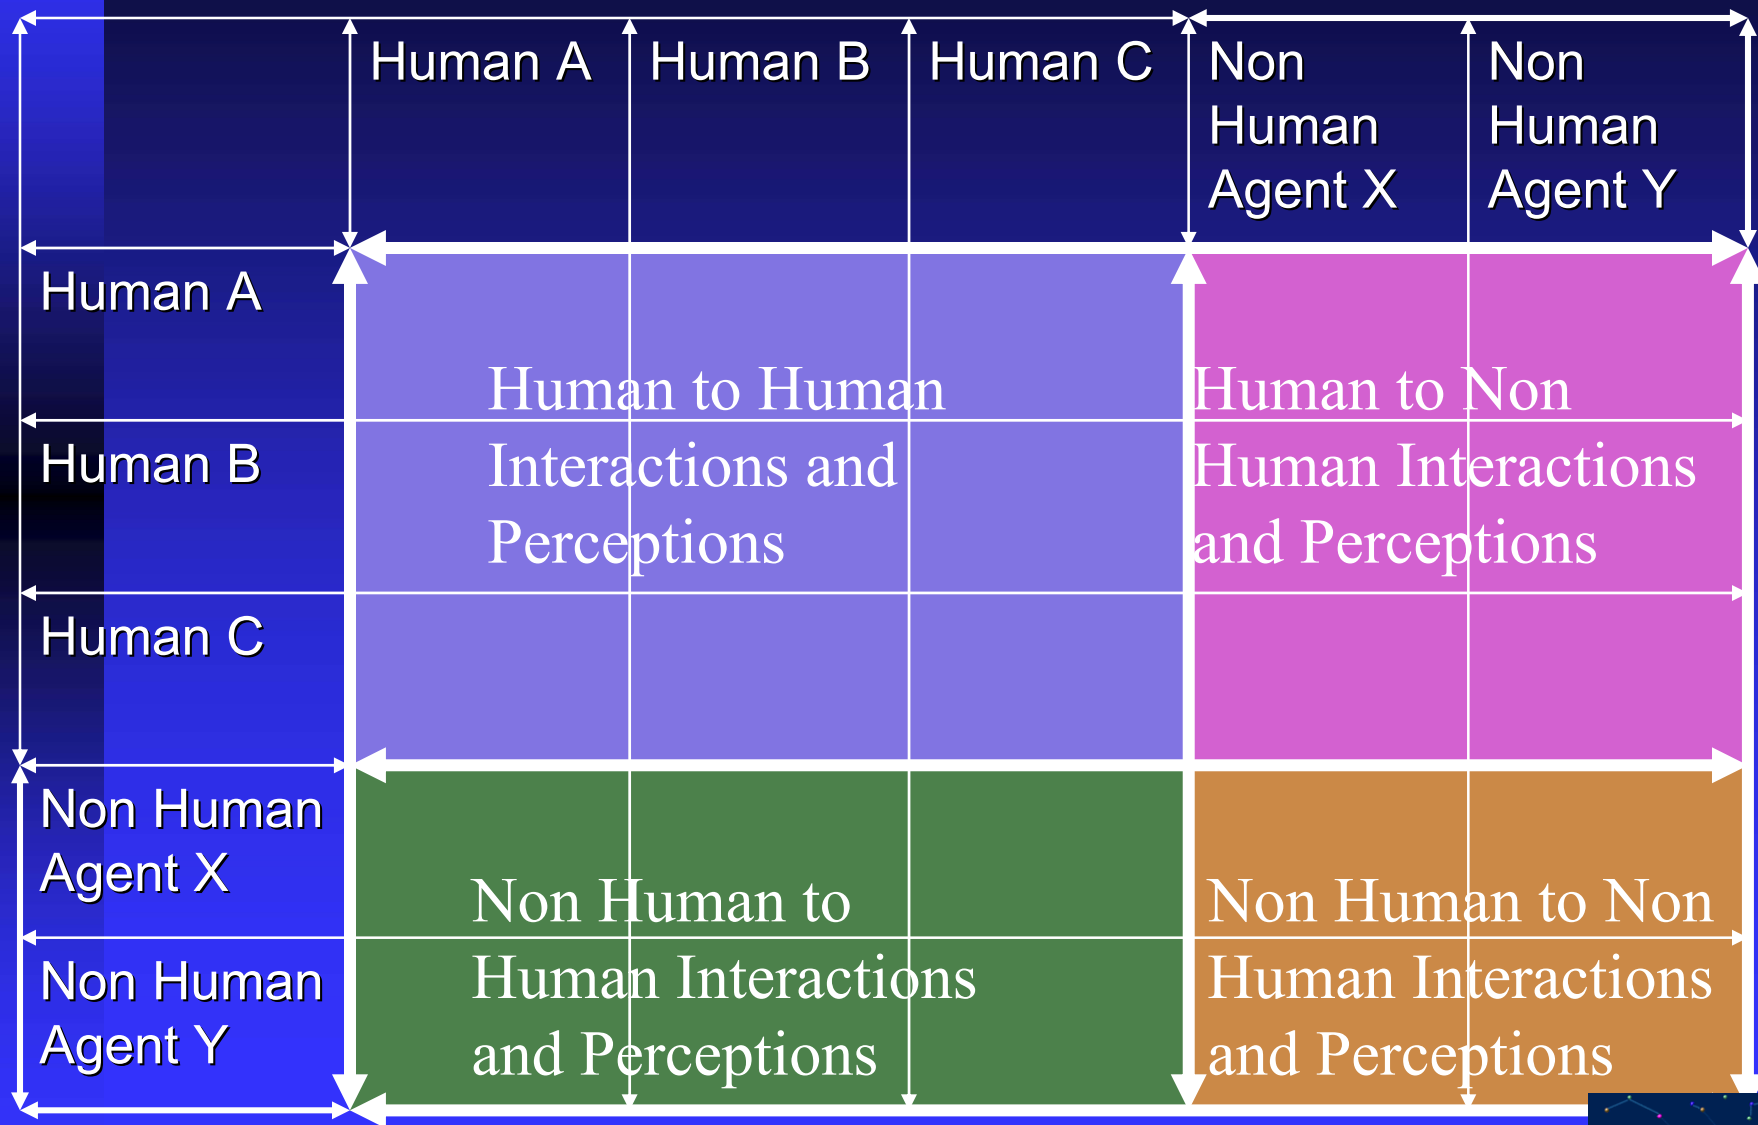 Human A
Human B
Human C
Non
Human
Agent X
Non
Human
Agent Y
Human A
Human B
Human C
Non Human
Agent X
Non Human
Agent Y
Human to Human
Interactions and
Perceptions
Human to Non
Human Interactions
and Perceptions
Non Human to
Human Interactions
and Perceptions
Non Human to Non
Human Interactions
and Perceptions